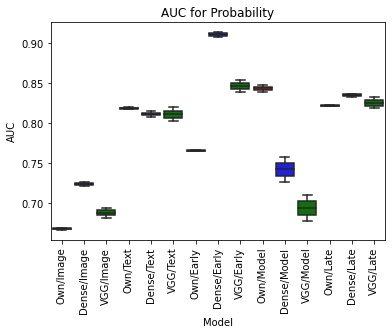 AUC for Probability
AUC
0.90
0.85
0.80
0.75
0.70
Own/Image
Dense/Image
VGG/Image
Own/Text
Dense/Text
VGG/Text
Own/Early
Dense/Early
VGG/Early
Own/Model
Dense/Model
VGG/Model
Own/Late
Dense/Late
VGG/Late
Model